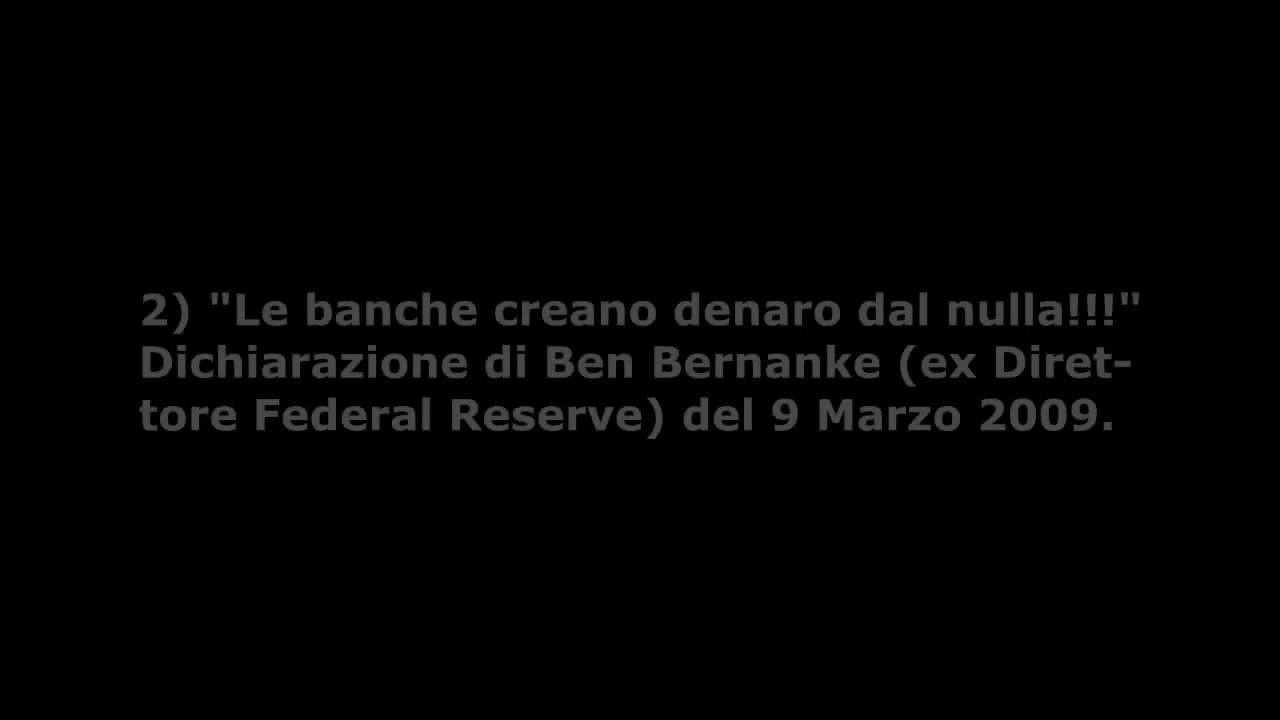 2) "Le banche creano denaro dal nulla!!!"
Dichiarazione di Ben Bernanke (ex Diret-
tore Federal Reserve) del 9 Marzo 2009.